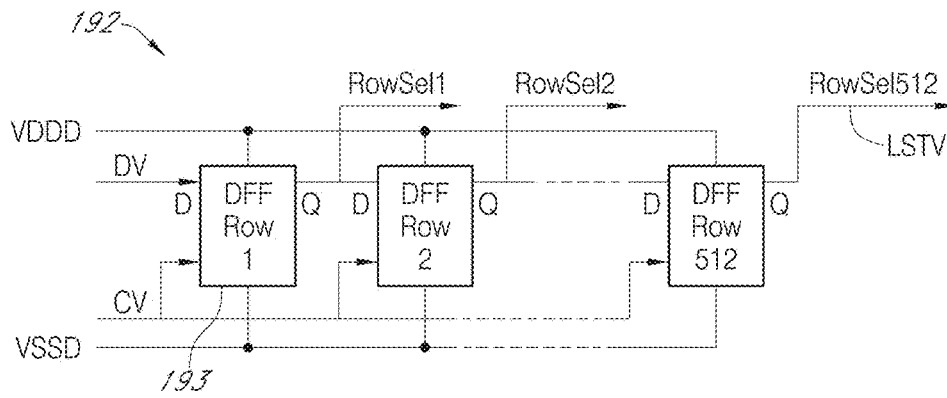 192
RowSel1
RowSel2
RowSel512
VDDD
LSTV
DV
D
DFF
Row
1
Q
D
DFF
Row
2
Q
D
DFF
Row
512
Q
CV
VSSD
193